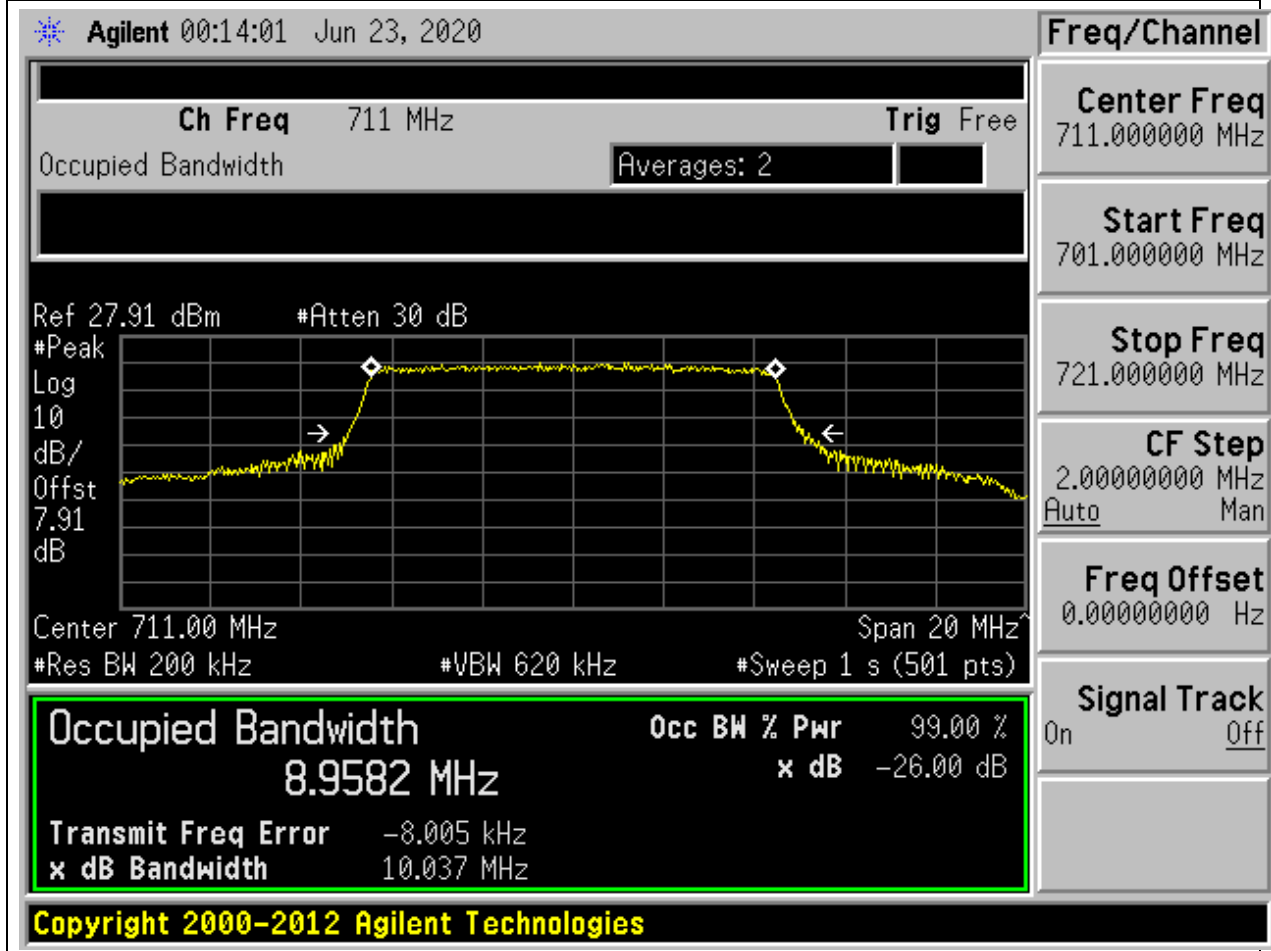 Agilent 00:14:01 Jun 23, 2020
Freq/Channel
Ch Freq 711 MHz Trig Free
Occupied Bandwidth Averages: 2
Ref 27.91 dBm #Atten 30 dB
#Peak
Log
10
dB/
Offst
7.91
dB
Center 711.00 MHz Span 20 MHz^
#Res BW 200 kHz #VBW 620 kHz #Sweep 1 s (501 pts)
Occupied Bandwidth Occ BW % Pwr 99.00 %
8.9582 MHz x dB -26.00 dB
Transmit Freq Error -8.005 kHz
x dB Bandwidth 10.037 MHz
Center Freq
711.000000 MHz
Start Freq
701.000000 MHz
Stop Freq
721.000000 MHz
CF Step
2.00000000 MHz
Auto Man
Freq Offset
0.00000000 Hz
Signal Track
On Off
Copyright 2000-2012 Agilent Technologies